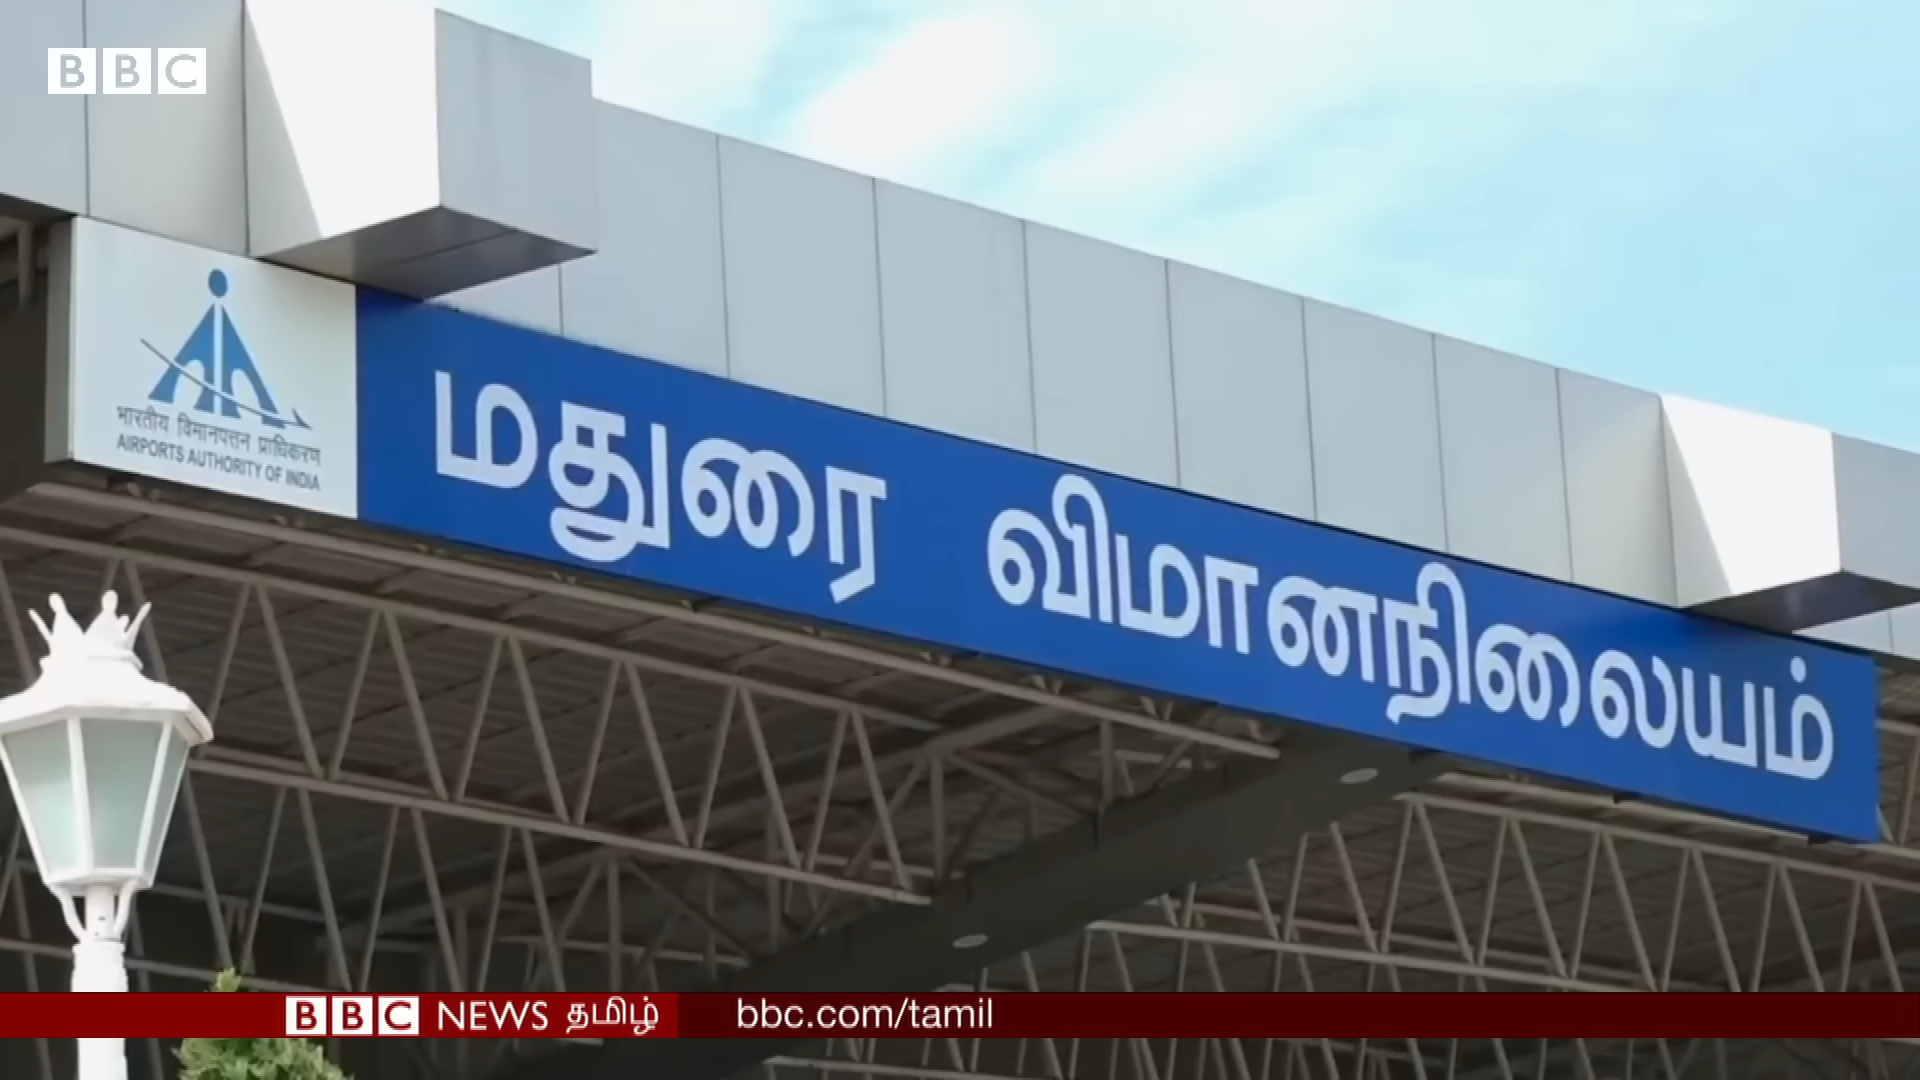 BBC
भारतीय विमानपत्तन प्राधिकरण
AIRPORTS AUTHORITY OF INDIA
மதுரை விமானநிலையம்
BBC NEWS தமிழ் bbc.com/tamil